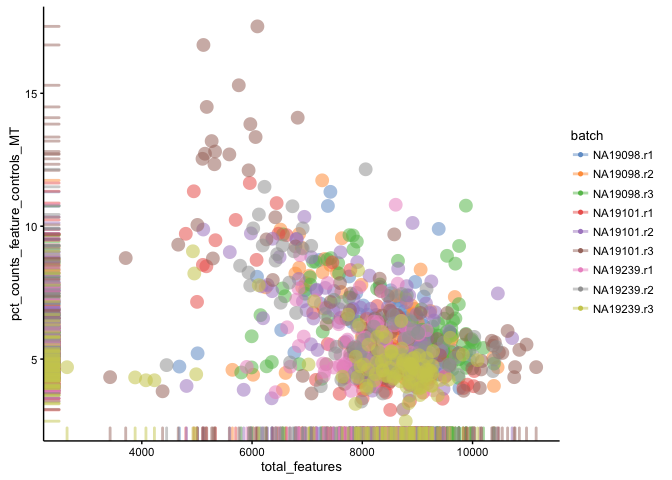 15
10
5
pct_counts_feature_controls_MT
4000
6000
8000
10000
total_features
batch
NA19098.r1
NA19098.r2
NA19098.r3
NA19101.r1
NA19101.r2
NA19101.r3
NA19239.r1
NA19239.r2
NA19239.r3